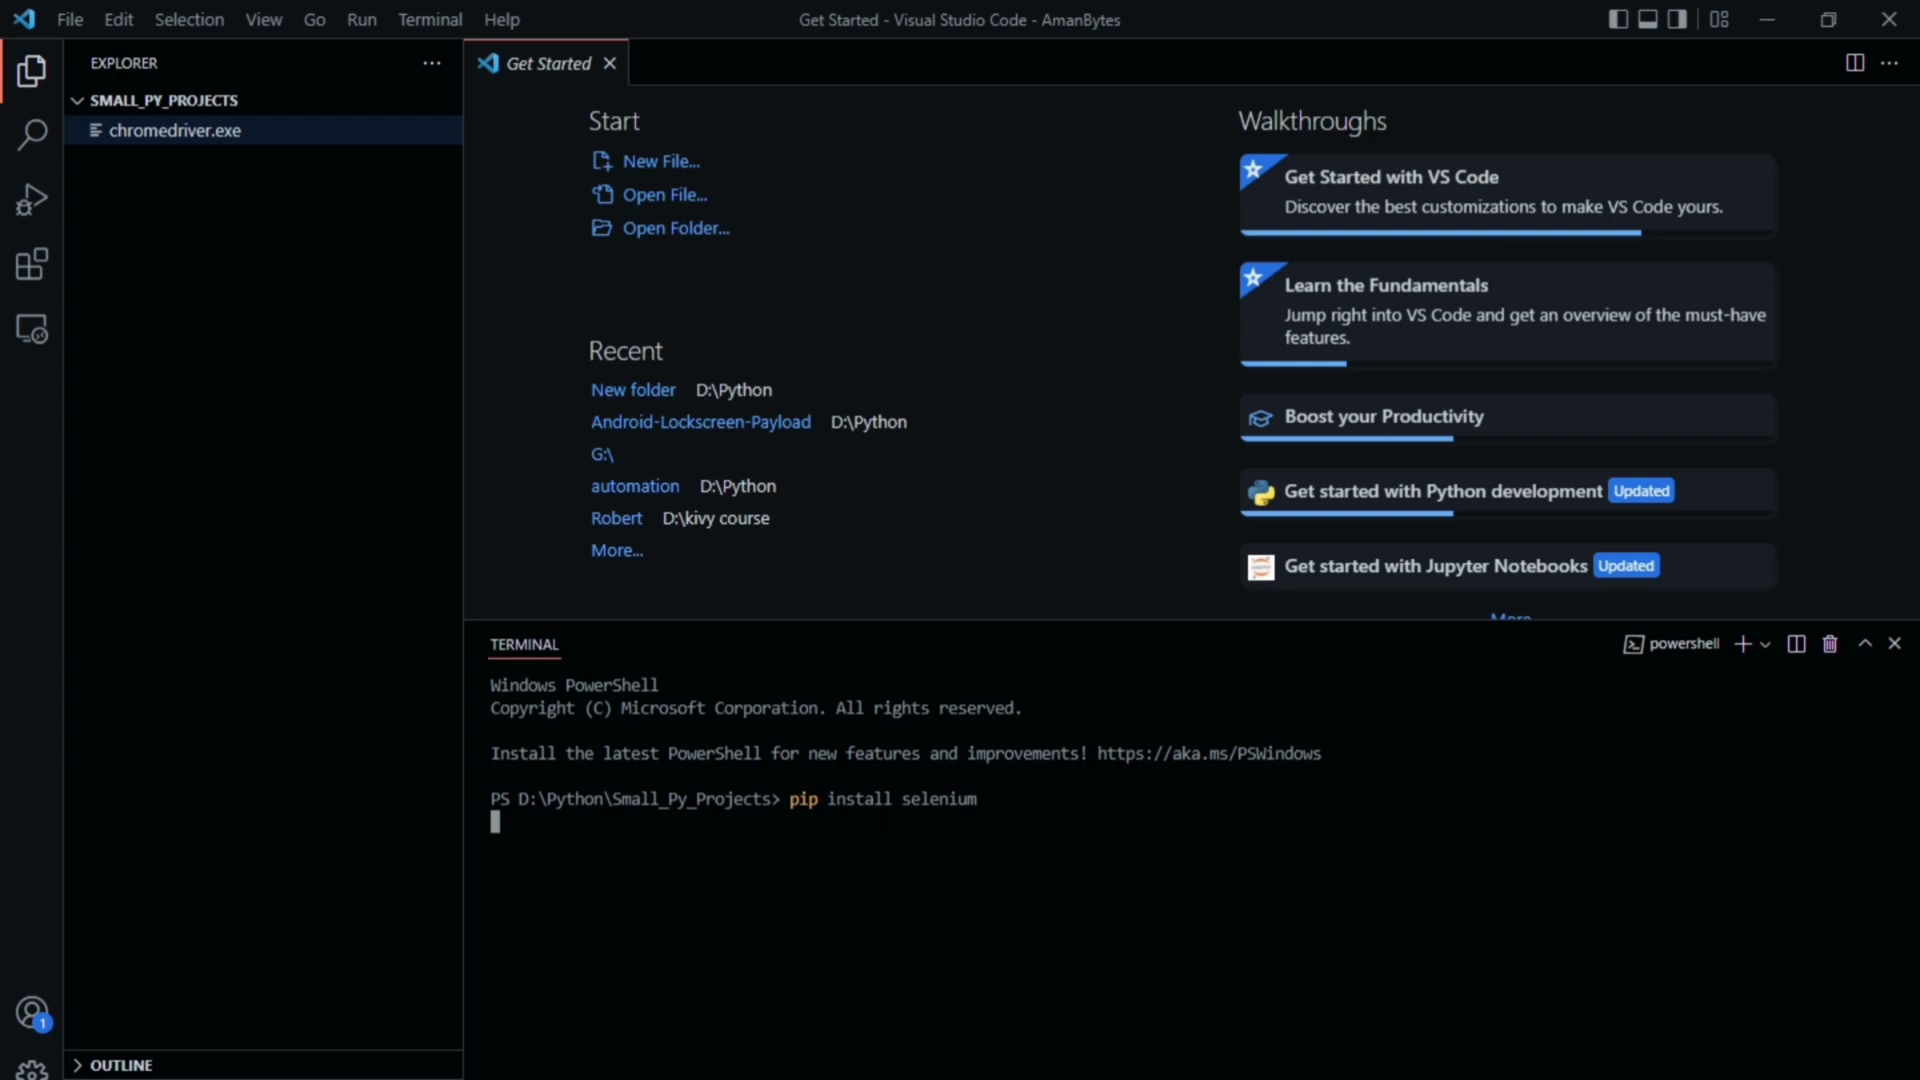 File Edit Selection View Go Run Terminal Help
Get Started - Visual Studio Code - AmanBytes
EXPLORER
SMALL_PY_PROJECTS
chromedriver.exe
OUTLINE
1
Get Started
Start
New File...
Open File...
Open Folder...
Recent
New folder D:\Python
Android-Lockscreen-Payload D:\Python
G:\
automation D:\Python
Robert D:\kivy course
More...
Walkthroughs
Get Started with VS Code
Discover the best customizations to make VS Code yours.
Learn the Fundamentals
Jump right into VS Code and get an overview of the must-have
features.
Boost your Productivity
Get started with Python development Updated
Get started with Jupyter Notebooks Updated
More
TERMINAL
powershell
Windows PowerShell
Copyright (C) Microsoft Corporation. All rights reserved.
Install the latest PowerShell for new features and improvements! https://aka.ms/PSWindows
PS D:\Python\Small_Py_Projects> pip install selenium